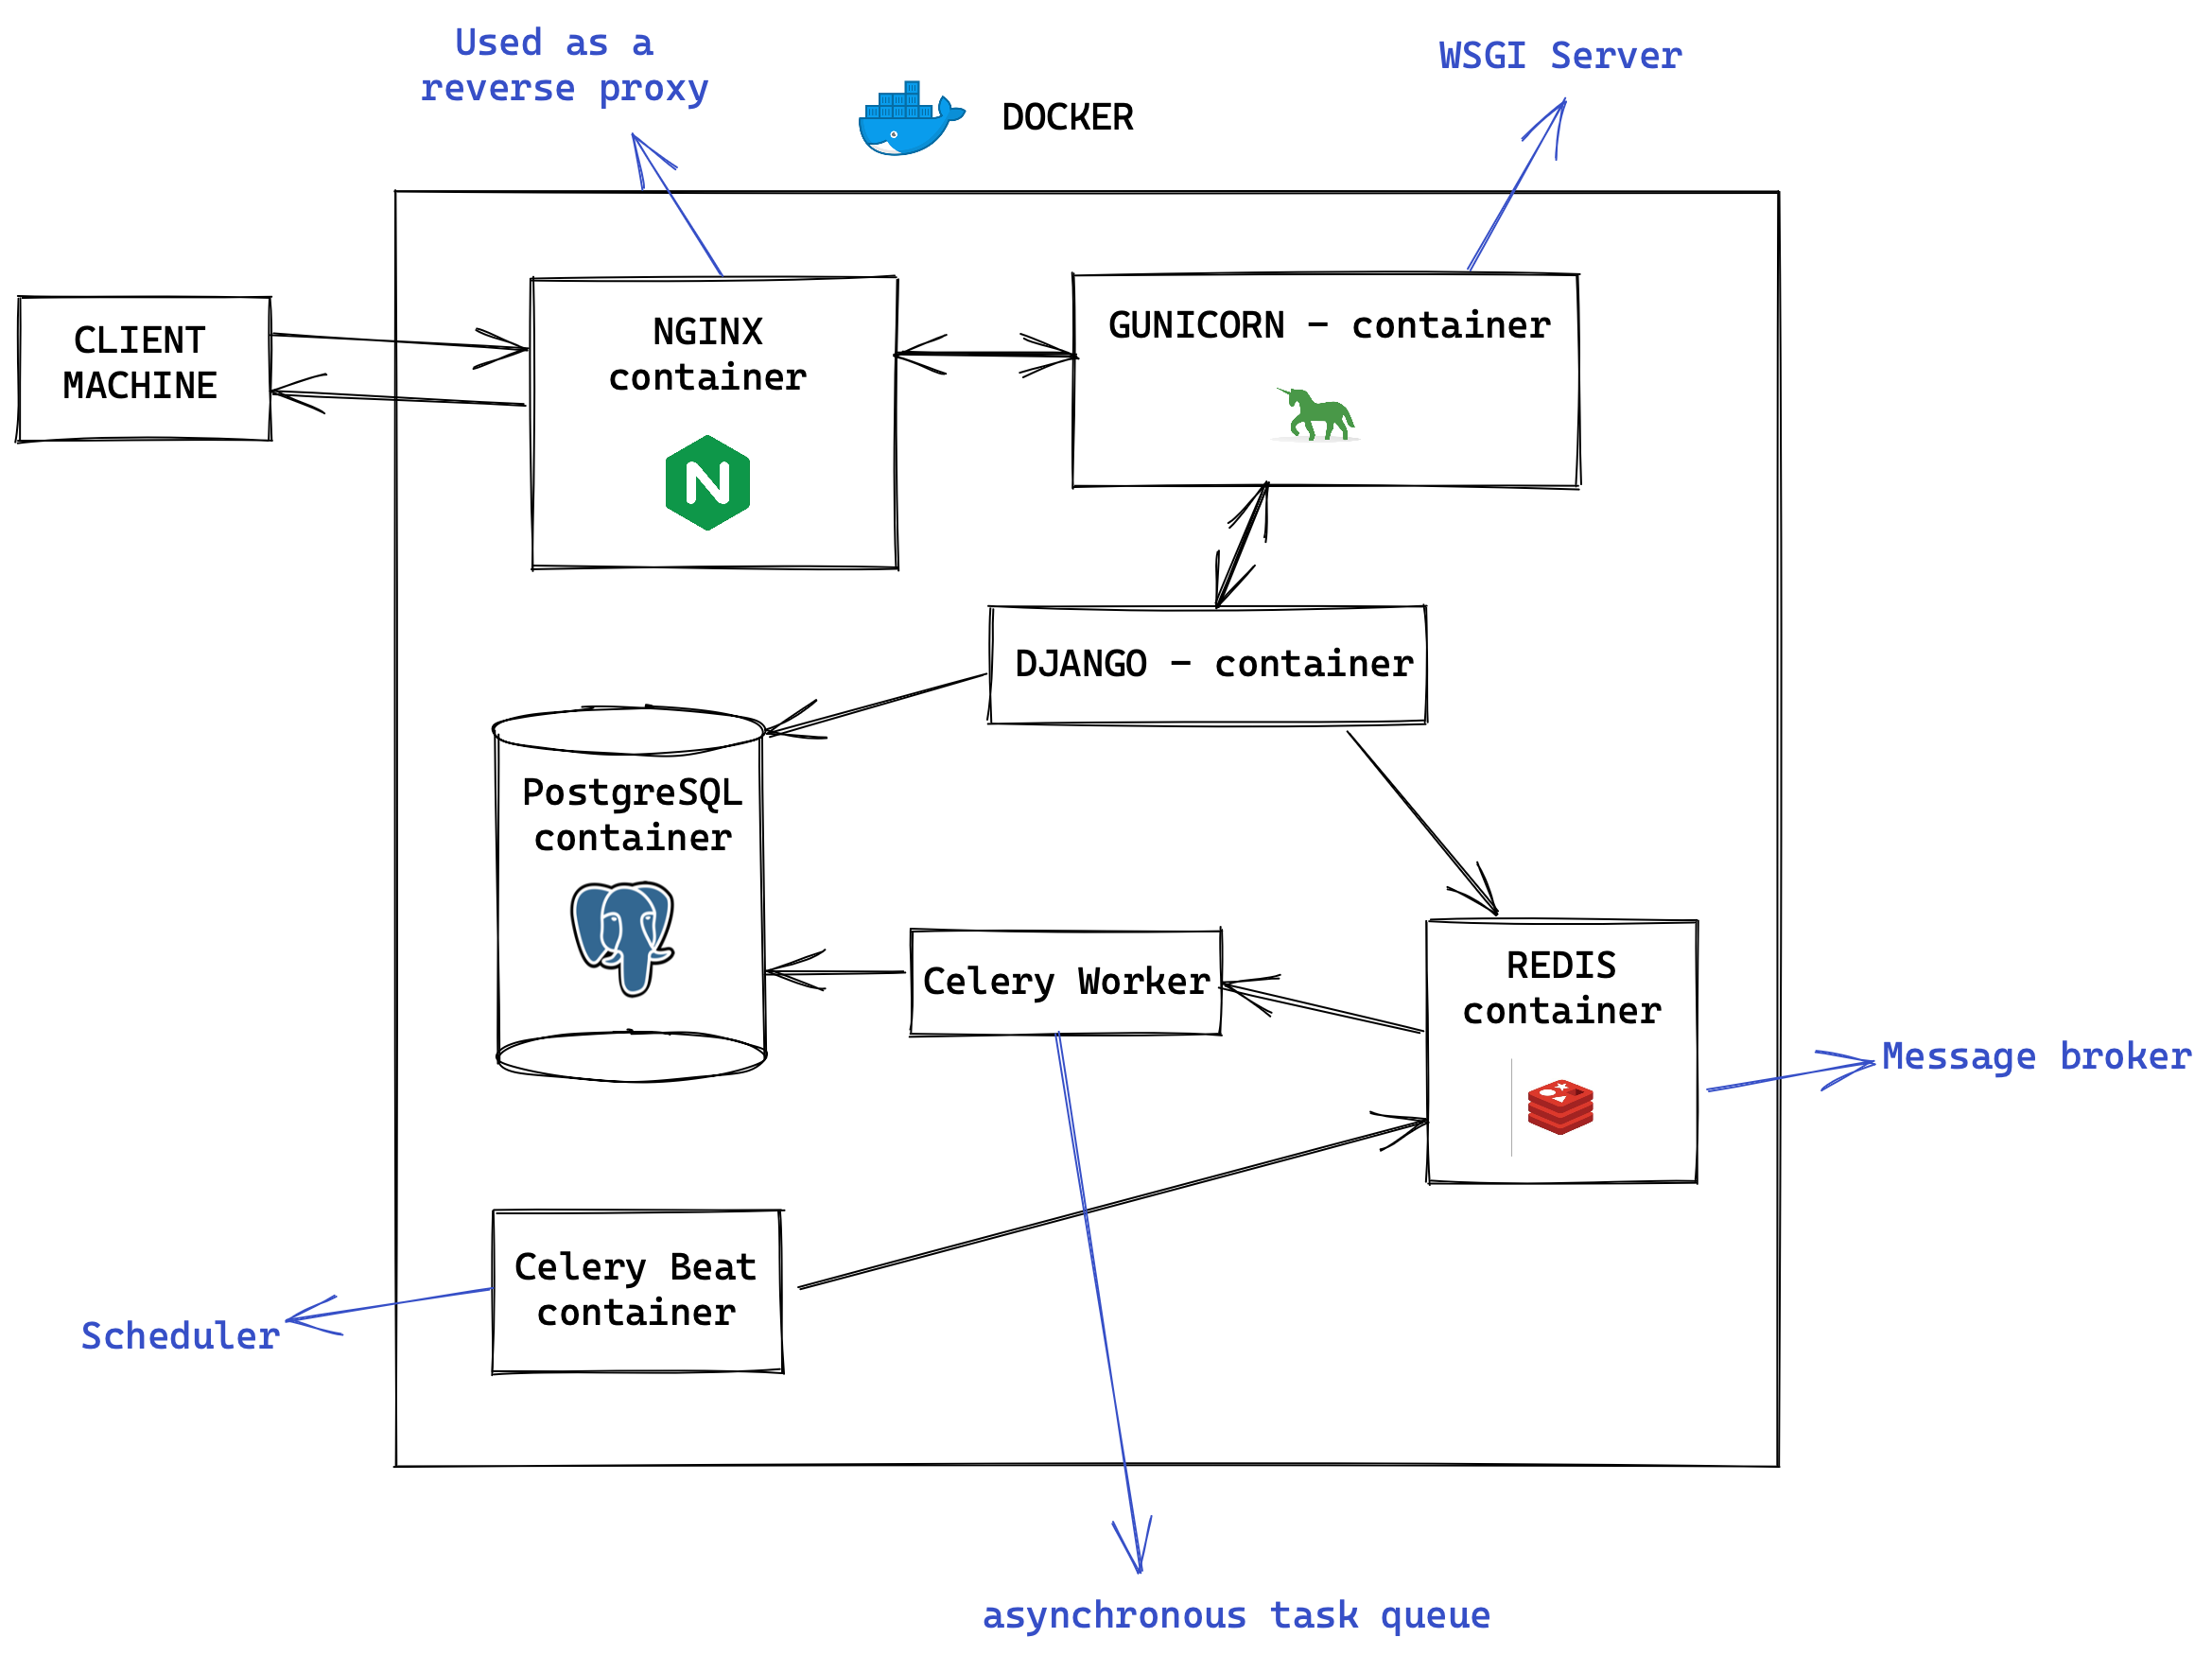 Used as a
reverse proxy
WSGI Server
DOCKER
CLIENT
MACHINE
NGINX
container
N
GUNICORN - container
DJANGO - container
PostgreSQL
container
Celery Worker
REDIS
container
Message broker
Celery Beat
container
Scheduler
asynchronous task queue